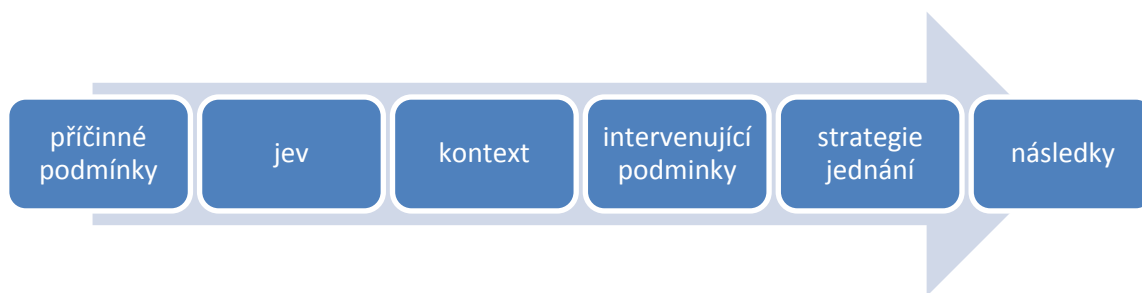 příčinné
podmínky
jev
kontext
intervenující
podminky
strategie
jednání
následky